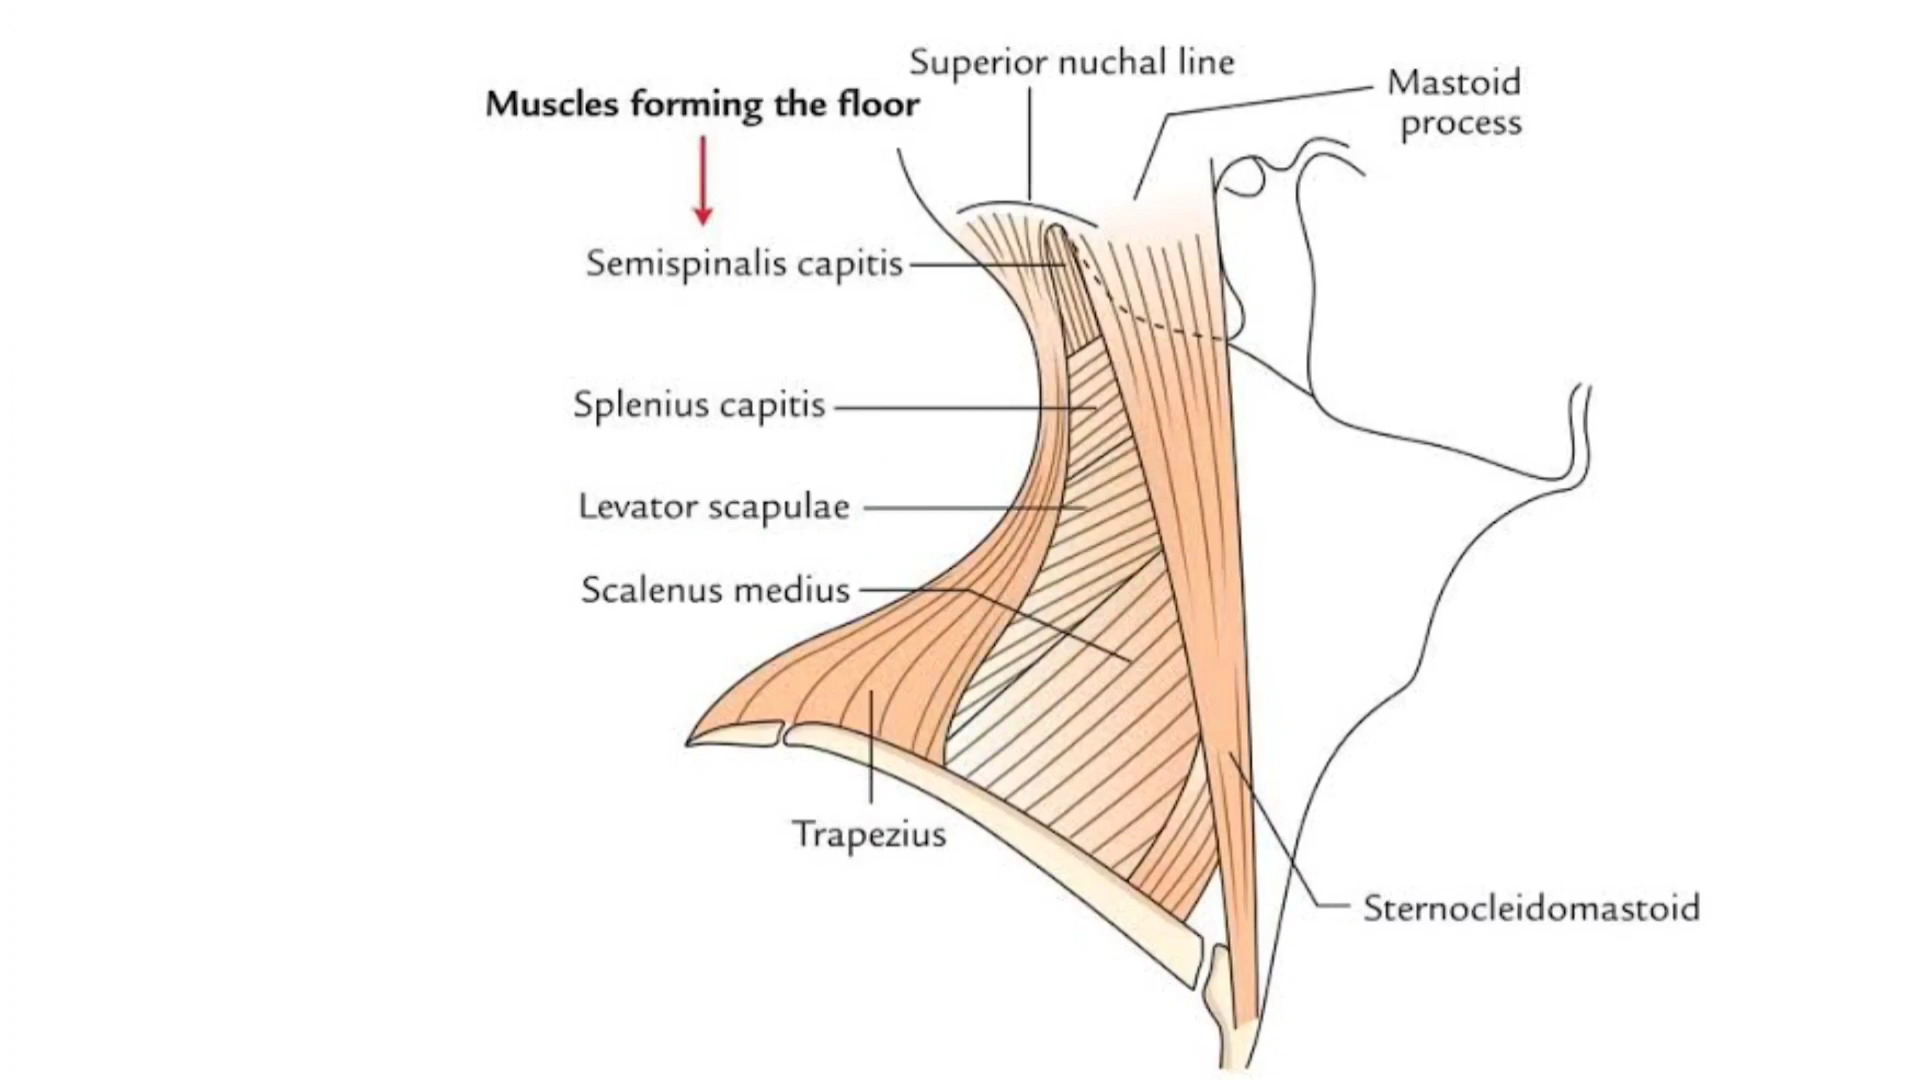 Superior nuchal line
Mastoid
process
Muscles forming the floor
Semispinalis capitis
Splenius capitis
Levator scapulae
Scalenus medius
Trapezius
Sternocleidomastoid